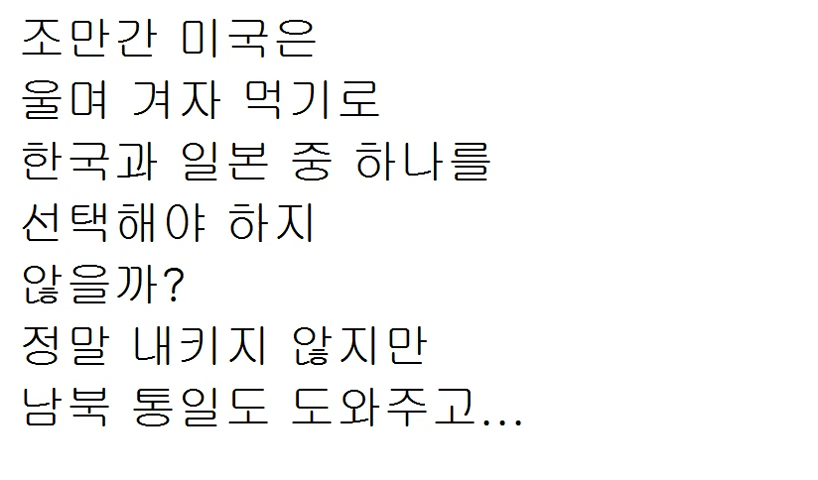 조만간 미국은
울며 겨자 먹기로
한국과 일본 중 하나를
선택해야 하지
않을까?
정말 내키지 않지만
남북 통일도 도와주고...